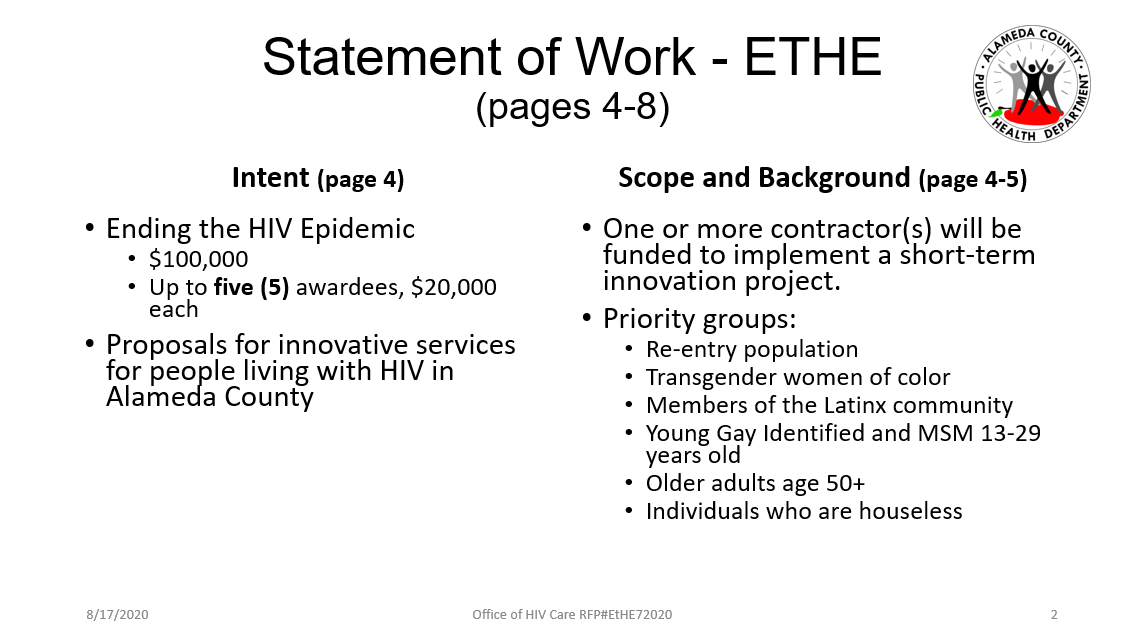 Statement of Work - ETHE
(pages 4-8)
ALAMEDA COUNTY
PUBLIC HEALTH DEPARTMENT
Intent (page 4)
• Ending the HIV Epidemic
• $100,000
• Up to five (5) awardees, $20,000
each
• Proposals for innovative services
for people living with HIV in
Alameda County
Scope and Background (page 4-5)
• One or more contractor(s) will be
funded to implement a short-term
innovation project.
• Priority groups:
• Re-entry population
• Transgender women of color
• Members of the Latinx community
• Young Gay Identified and MSM 13-29
years old
• Older adults age 50+
• Individuals who are houseless
8/17/2020
Office of HIV Care RFP#EtHE72020
2